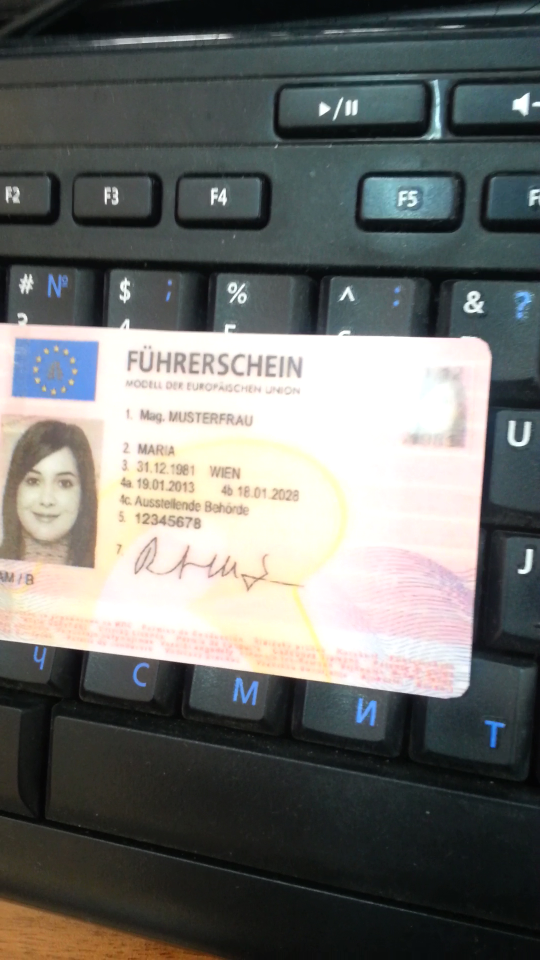 F2 F3 F4 F5
# № $ ; % ^ : & ?
FÜHRERSCHEIN
MODELL DER EUROPÄISCHEN UNION
1. Mag. MUSTERFRAU
2. MARIA
3. 31.12.1981 WIEN
4a. 19.01.2013 4b 18.01.2028
4c. Ausstellende Behörde
5. 12345678
7.
AM / B
U
J
Ч С М И Т